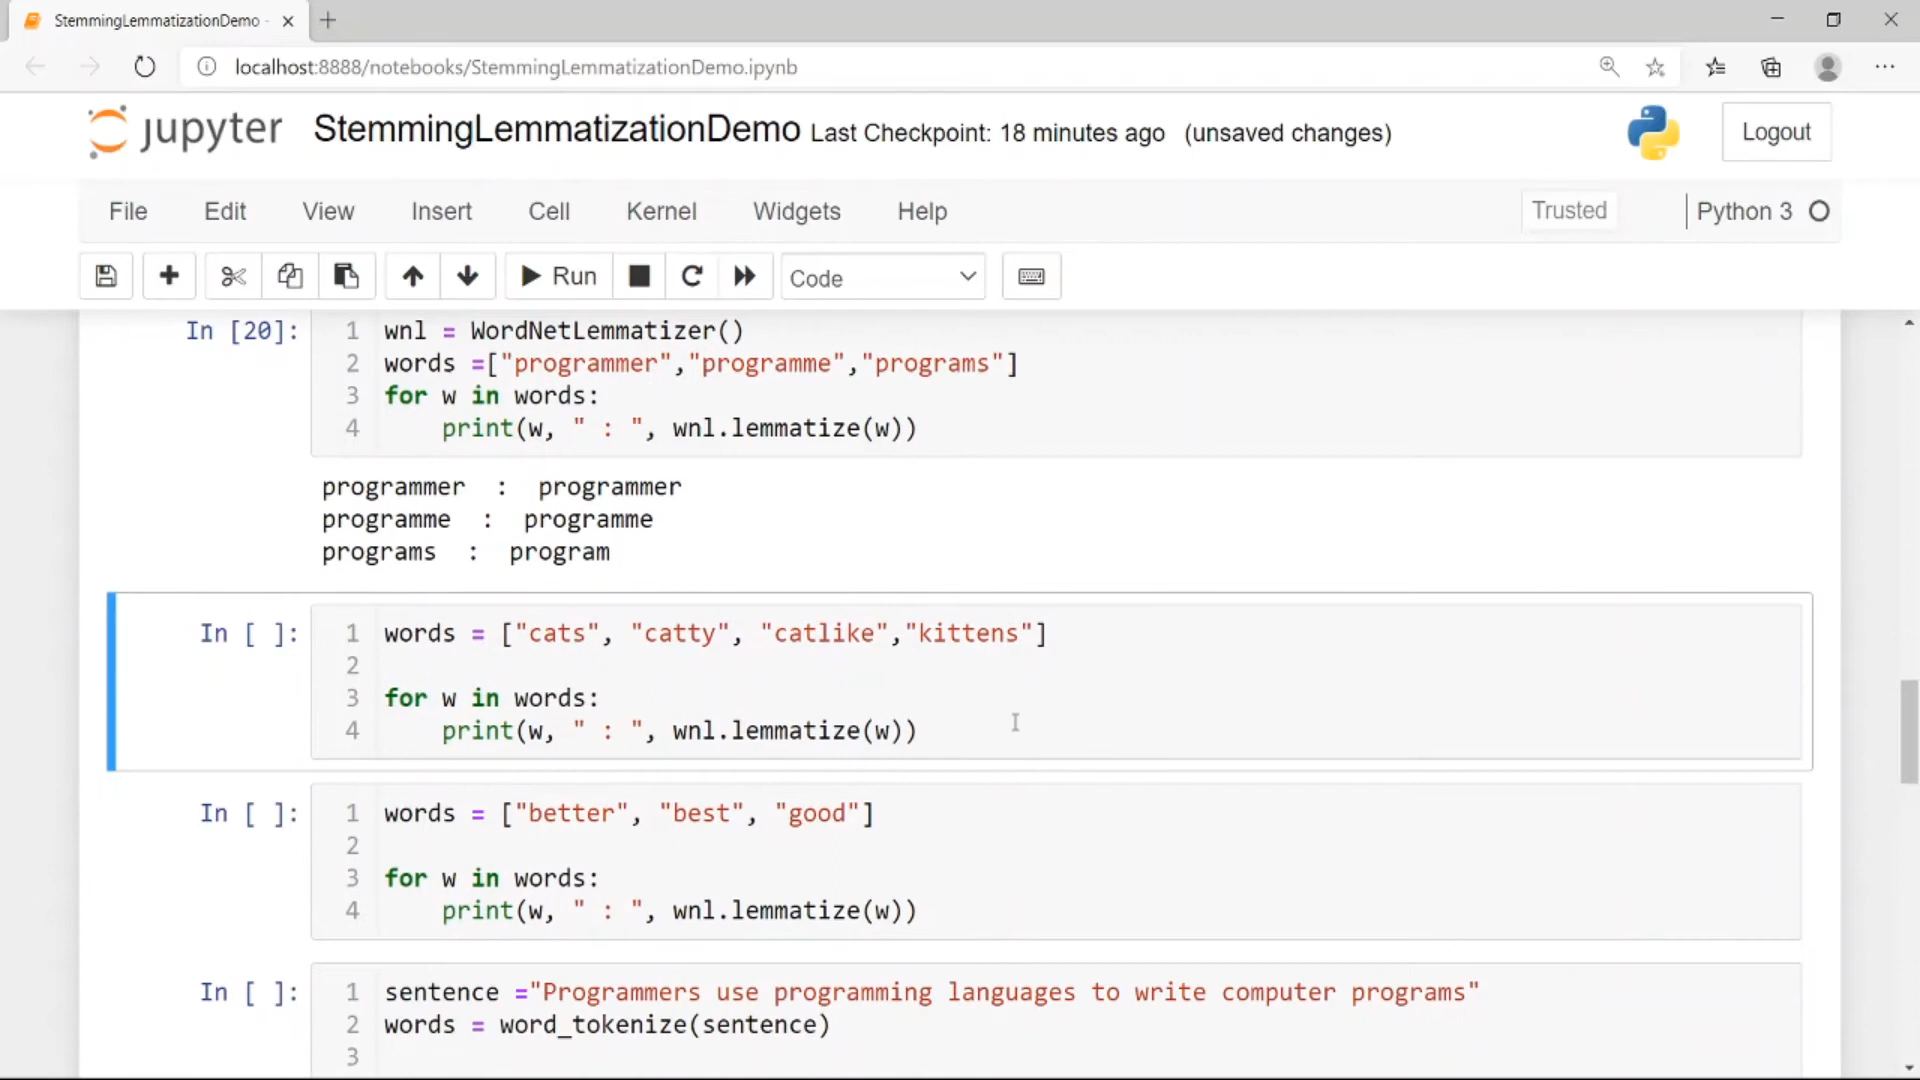 StemmingLemmatizationDemo -
localhost:8888/notebooks/StemmingLemmatizationDemo.ipynb
jupyter StemmingLemmatizationDemo Last Checkpoint: 18 minutes ago (unsaved changes) Logout
File Edit View Insert Cell Kernel Widgets Help Trusted Python 3
Run Code
In [20]: 1 wnl = WordNetLemmatizer()
2 words =["programmer","programme","programs"]
3 for w in words:
4     print(w, " : ", wnl.lemmatize(w))
programmer  :  programmer
programme  :  programme
programs  :  program
In [ ]: 1 words = ["cats", "catty", "catlike","kittens"]
2
3 for w in words:
4     print(w, " : ", wnl.lemmatize(w))
In [ ]: 1 words = ["better", "best", "good"]
2
3 for w in words:
4     print(w, " : ", wnl.lemmatize(w))
In [ ]: 1 sentence ="Programmers use programming languages to write computer programs"
2 words = word_tokenize(sentence)
3